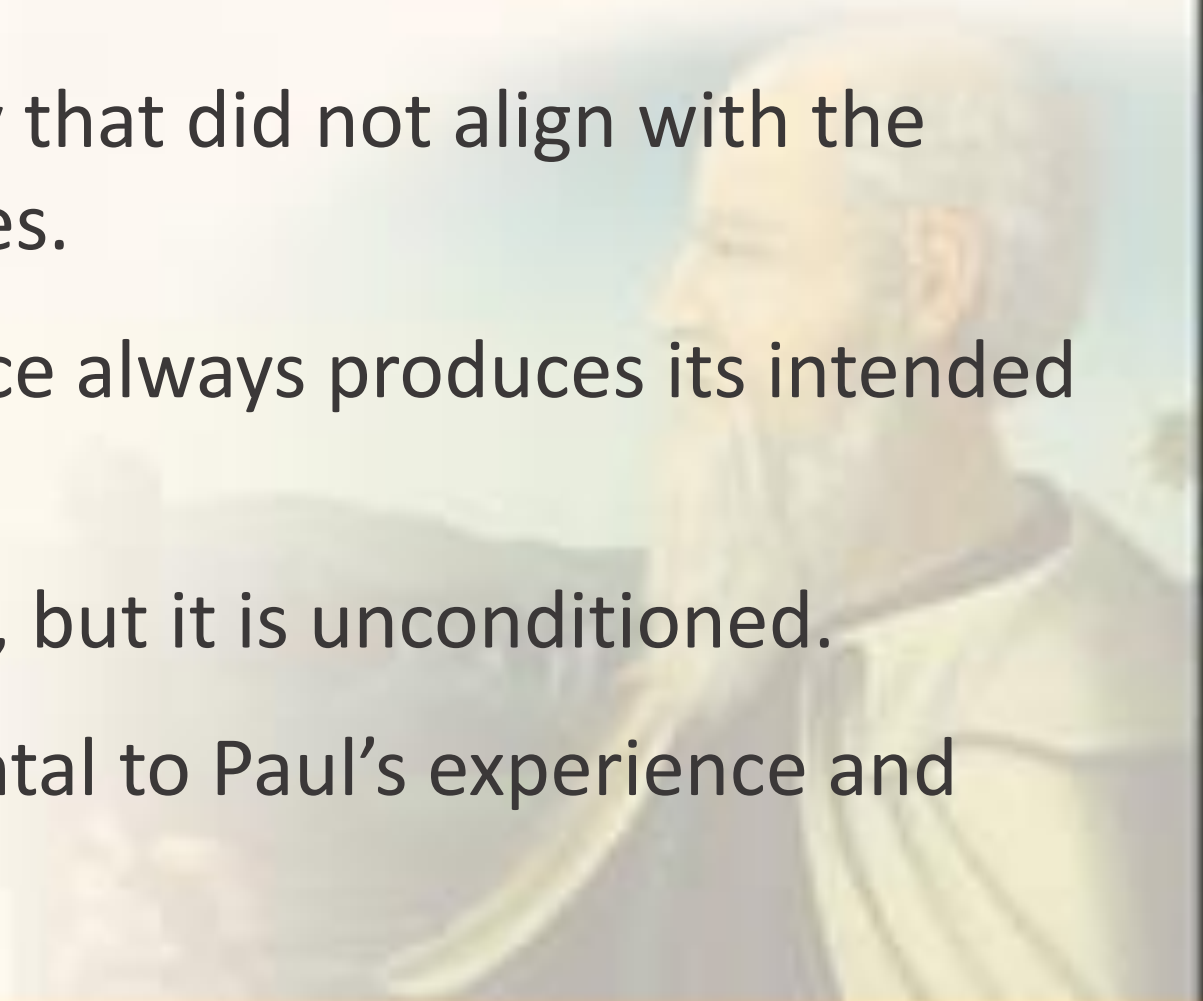 that did not align with the
es.
ce always produces its intended
, but it is unconditioned.
ntal to Paul’s experience and